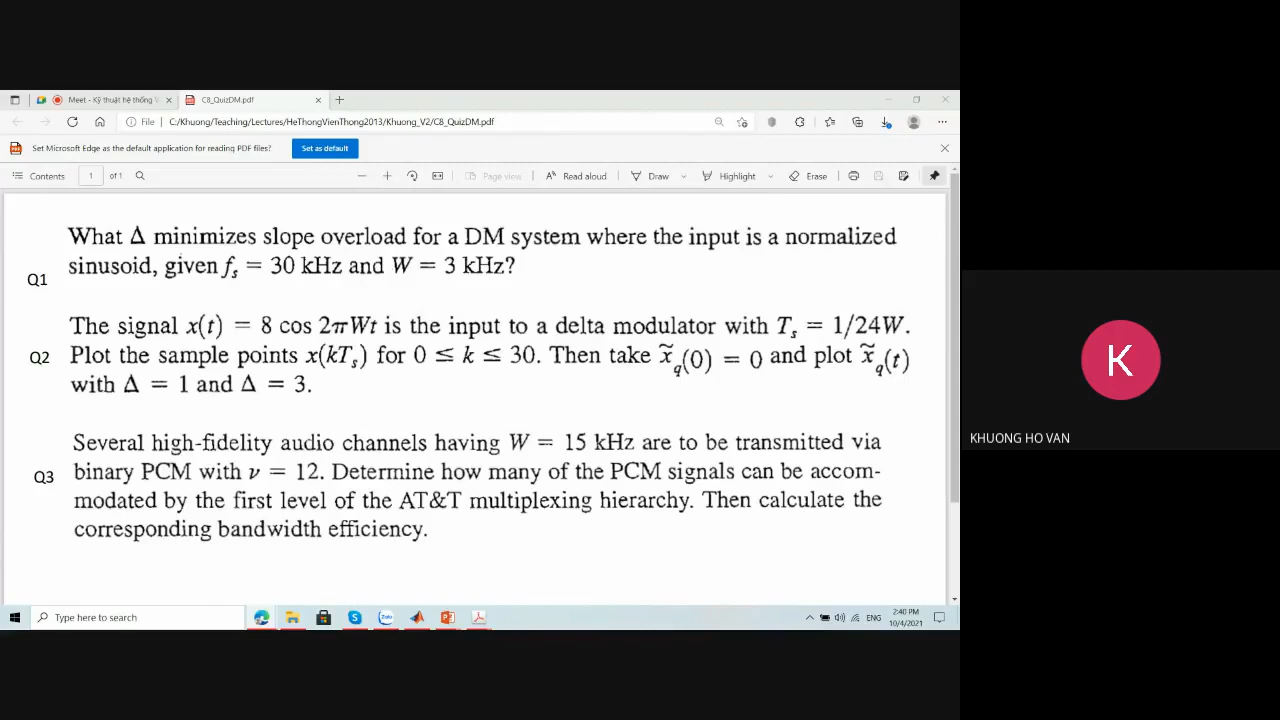 Meet - Kỹ thuật hệ thống V
C8_QuizDM.pdf
File
C:/Khuong/Teaching/Lectures/HeThongVienThong2013/Khuong_V2/C8_QuizDM.pdf
Set Microsoft Edge as the default application for reading PDF files?
Set as default
Contents
1
of 1
Page view
Read aloud
Draw
Highlight
Erase
What Δ minimizes slope overload for a DM system where the input is a normalized
sinusoid, given fₛ = 30 kHz and W = 3 kHz?
Q1
The signal x(t) = 8 cos 2πWt is the input to a delta modulator with Tₛ = 1/24W.
Q2
Plot the sample points x(kTₛ) for 0 ≤ k ≤ 30. Then take x̃q(0) = 0 and plot x̃q(t)
with Δ = 1 and Δ = 3.
Several high-fidelity audio channels having W = 15 kHz are to be transmitted via
Q3
binary PCM with ν = 12. Determine how many of the PCM signals can be accom-
modated by the first level of the AT&T multiplexing hierarchy. Then calculate the
corresponding bandwidth efficiency.
K
KHUONG HO VAN
Type here to search
Zalo
ENG
2:40 PM
10/4/2021